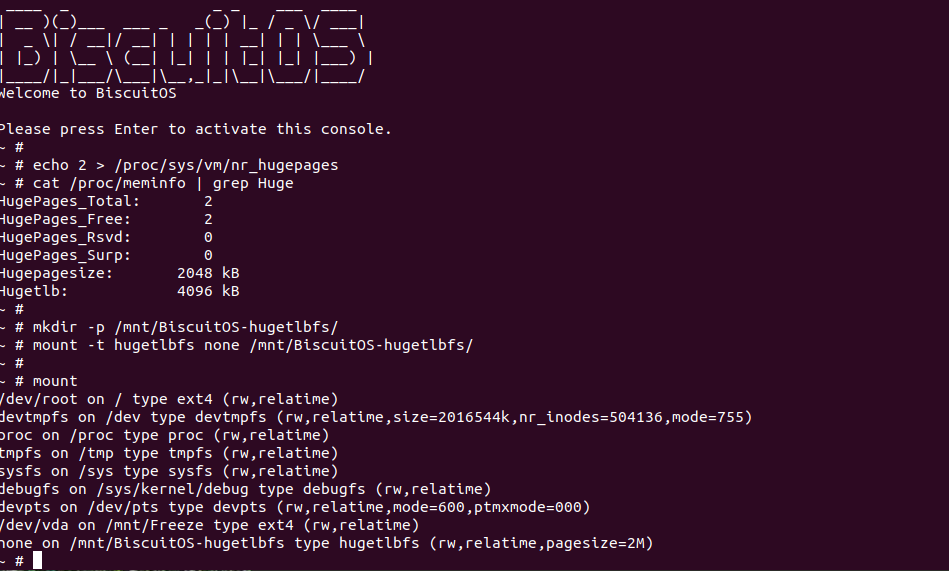 ____  _                _ _    ___  ____
| __ )(_)___  ___ _   _(_) |_ / _ \/ ___|
|  \| / __|/ __| | | | | __| | | \___ \
| |_) | \__ \ (__| |_| | | |_| |_| |___) |
|____/|_|___/\___|\__,_|_|\__|\___/|____/
Welcome to BiscuitOS
Please press Enter to activate this console.
~ #
~ # echo 2 > /proc/sys/vm/nr_hugepages
~ # cat /proc/meminfo | grep Huge
HugePages_Total:       2
HugePages_Free:        2
HugePages_Rsvd:        0
HugePages_Surp:        0
Hugepagesize:       2048 kB
Hugetlb:            4096 kB
~ #
~ # mkdir -p /mnt/BiscuitOS-hugetlbfs/
~ # mount -t hugetlbfs none /mnt/BiscuitOS-hugetlbfs/
~ #
~ # mount
/dev/root on / type ext4 (rw,relatime)
devtmpfs on /dev type devtmpfs (rw,relatime,size=2016544k,nr_inodes=504136,mode=755)
proc on /proc type proc (rw,relatime)
tmpfs on /tmp type tmpfs (rw,relatime)
sysfs on /sys type sysfs (rw,relatime)
debugfs on /sys/kernel/debug type debugfs (rw,relatime)
devpts on /dev/pts type devpts (rw,relatime,mode=600,ptmxmode=000)
/dev/vda on /mnt/Freeze type ext4 (rw,relatime)
none on /mnt/BiscuitOS-hugetlbfs type hugetlbfs (rw,relatime,pagesize=2M)
~ #